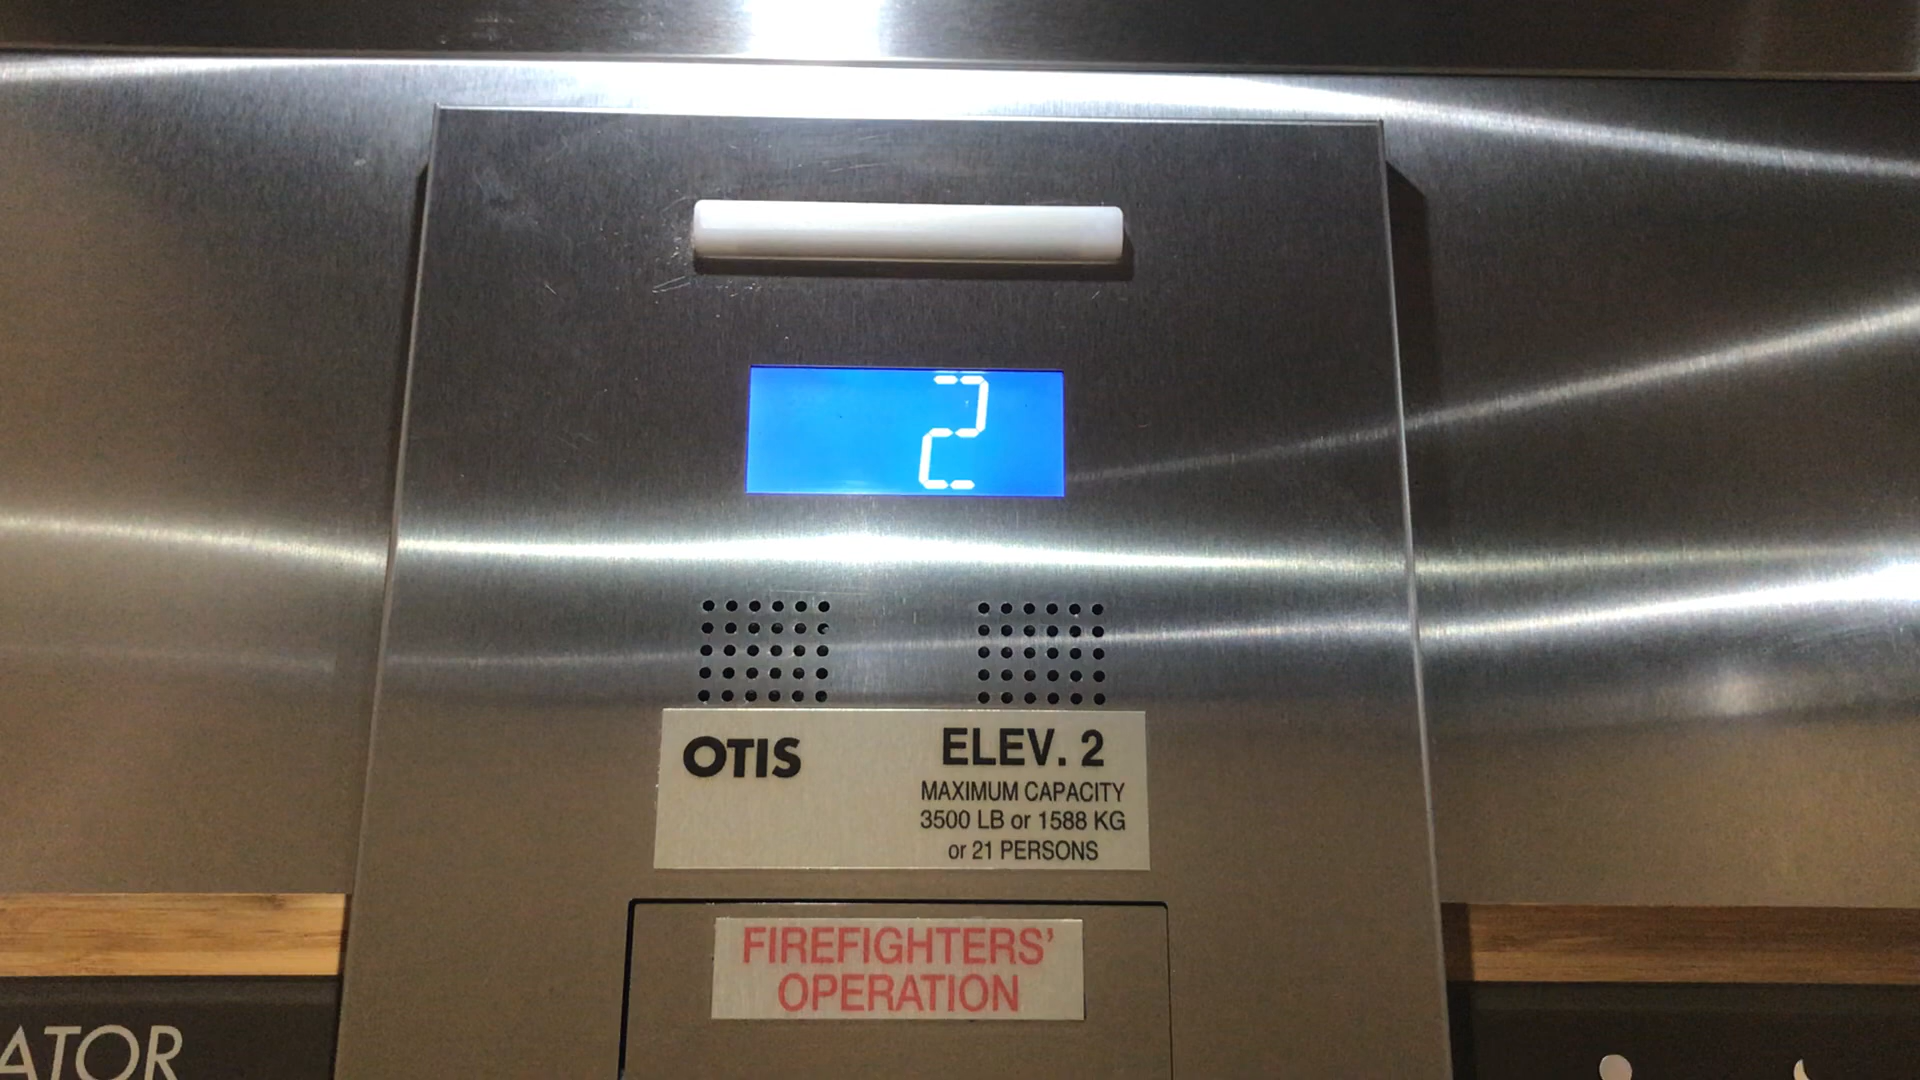 2
OTIS
ELEV. 2
MAXIMUM CAPACITY
3500 LB or 1588 KG
or 21 PERSONS
FIREFIGHTERS'
OPERATION
ATOR